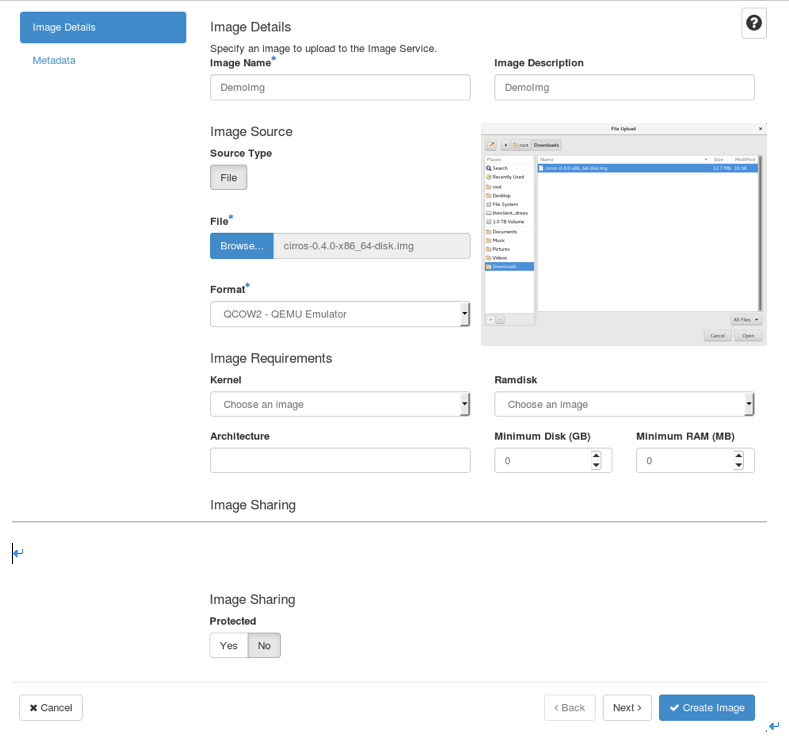 Image Details
Metadata
Image Details
Specify an image to upload to the Image Service.
Image Name*
Image Description
DemoImg
DemoImg
Image Source
Source Type
File
File*
Browse... cirros-0.4.0-x86_64-disk.img
Format*
QCOW2 - QEMU Emulator
File Upload
root Downloads
Places
Search
Recently Used
root
Desktop
File System
thinclient_drives
1.0 TB Volume
Documents
Music
Pictures
Videos
Downloads
Name Size Modified
cirros-0.4.0-x86_64-disk.img 12.7 MB 10:34
All Files
Cancel Open
Image Requirements
Kernel
Ramdisk
Choose an image
Choose an image
Architecture
Minimum Disk (GB)
Minimum RAM (MB)
0
0
Image Sharing
Image Sharing
Protected
Yes No
✖ Cancel
‹ Back Next › ✔ Create Image